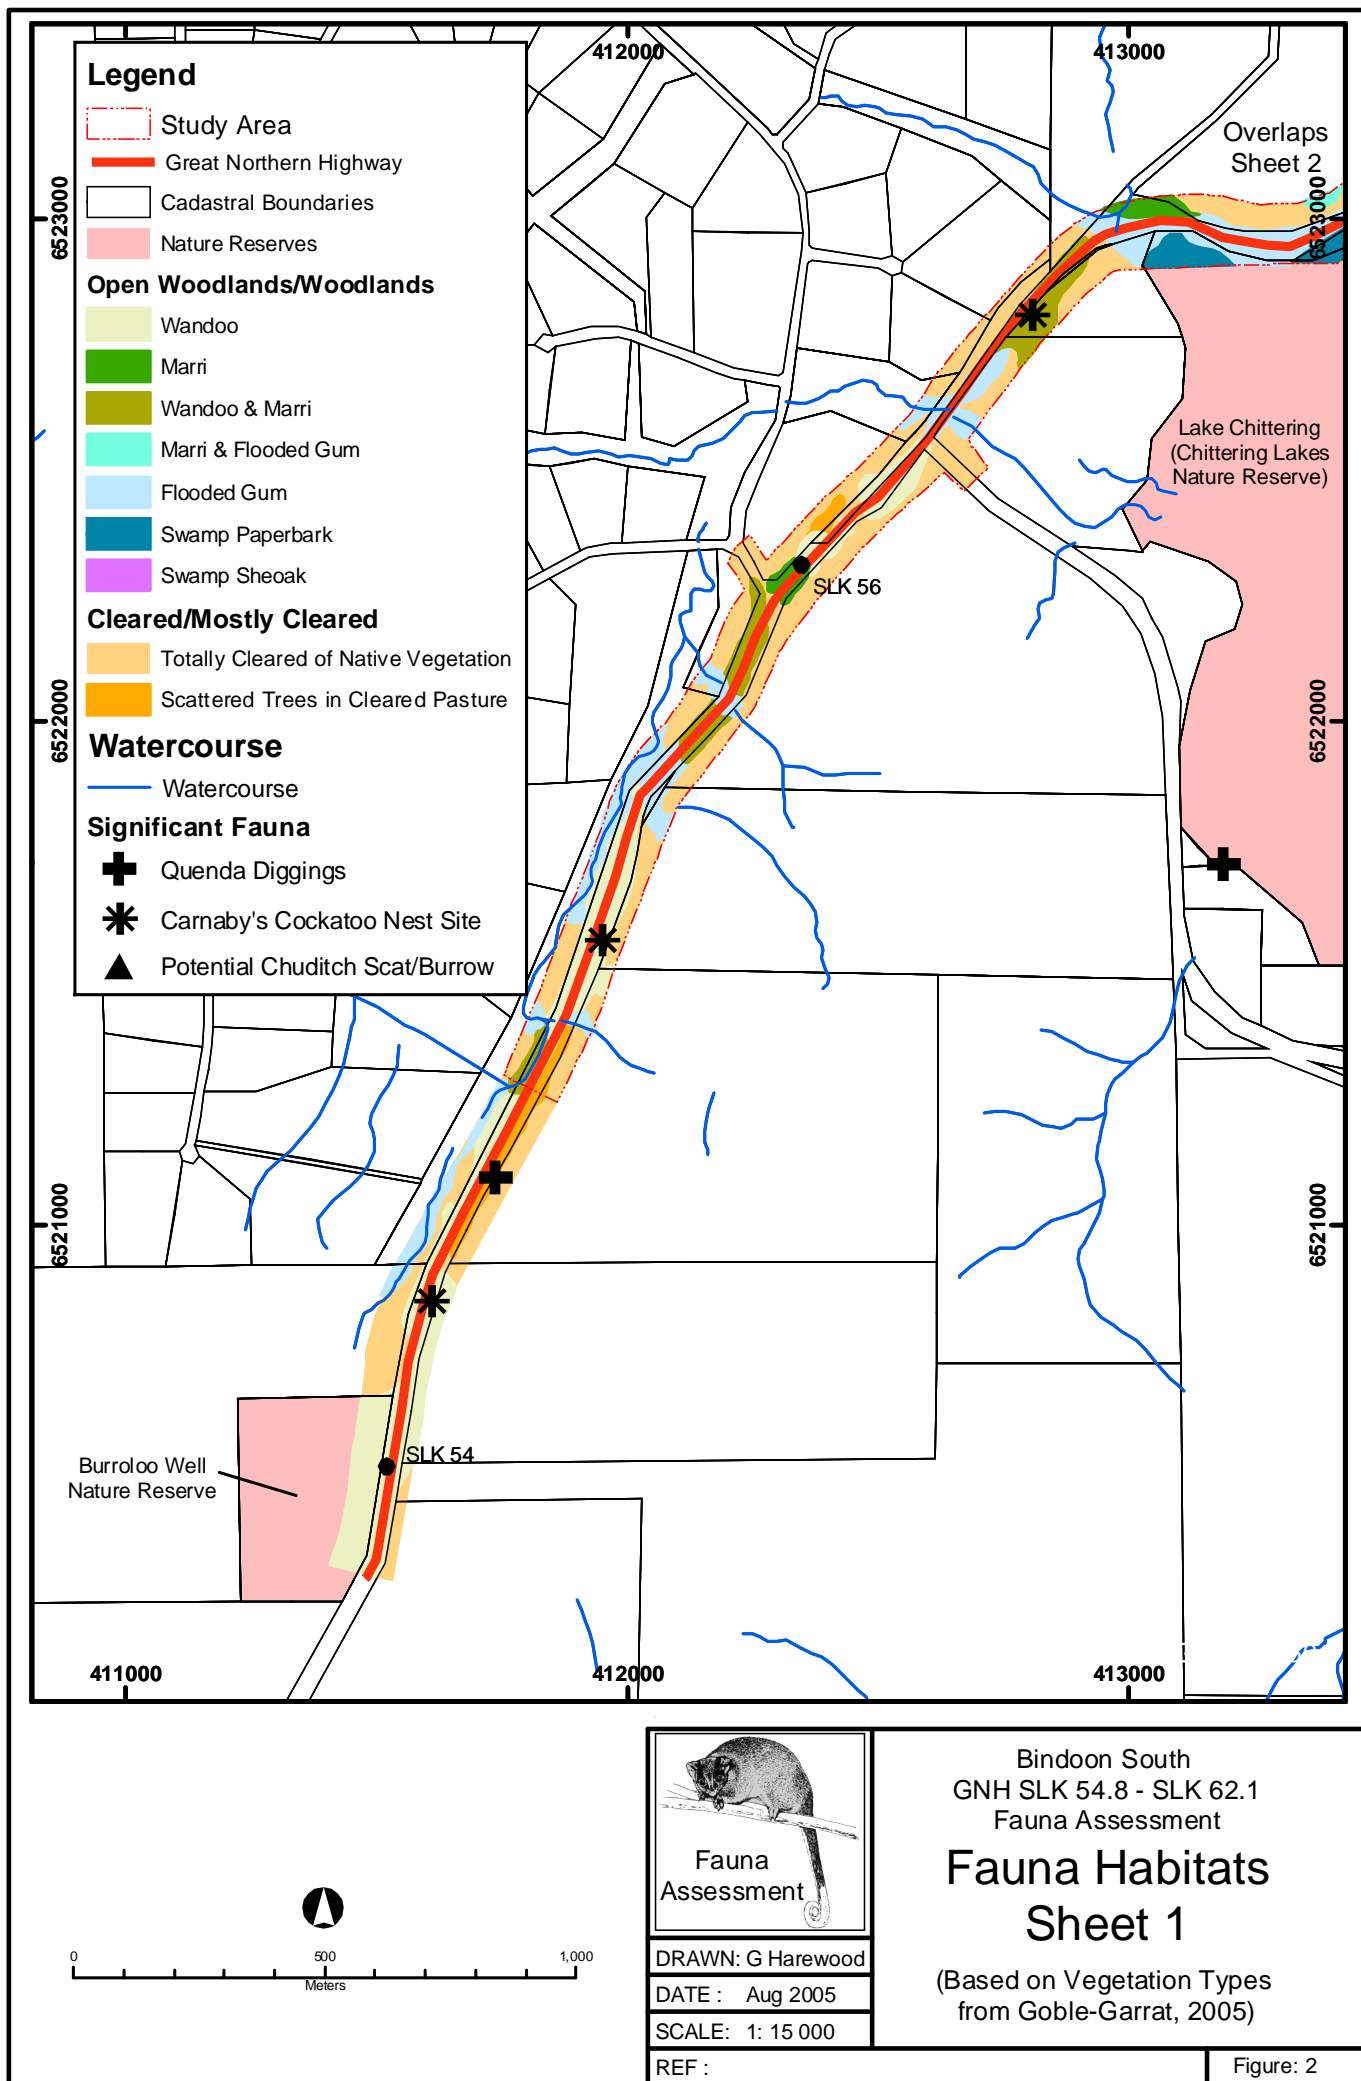 412000
413000
Legend
Study Area
Great Northern Highway
Cadastral Boundaries
Nature Reserves
Open Woodlands/Woodlands
Wandoo
Marri
Wandoo & Marri
Marri & Flooded Gum
Flooded Gum
Swamp Paperbark
Swamp Sheoak
Cleared/Mostly Cleared
Totally Cleared of Native Vegetation
Scattered Trees in Cleared Pasture
Watercourse
Watercourse
Significant Fauna
Quenda Diggings
Carnaby's Cockatoo Nest Site
Potential Chuditch Scat/Burrow
Overlaps
Sheet 2
6523000
6523000
Lake Chittering
(Chittering Lakes
Nature Reserve)
SLK 56
6522000
6522000
6521000
6521000
SLK 54
Burroloo Well
Nature Reserve
411000
412000
413000
0
500
1,000
Meters
Fauna
Assessment
DRAWN: G Harewood
DATE : Aug 2005
SCALE: 1: 15 000
REF :
Bindoon South
GNH SLK 54.8 - SLK 62.1
Fauna Assessment
Fauna Habitats
Sheet 1
(Based on Vegetation Types
from Goble-Garrat, 2005)
Figure: 2